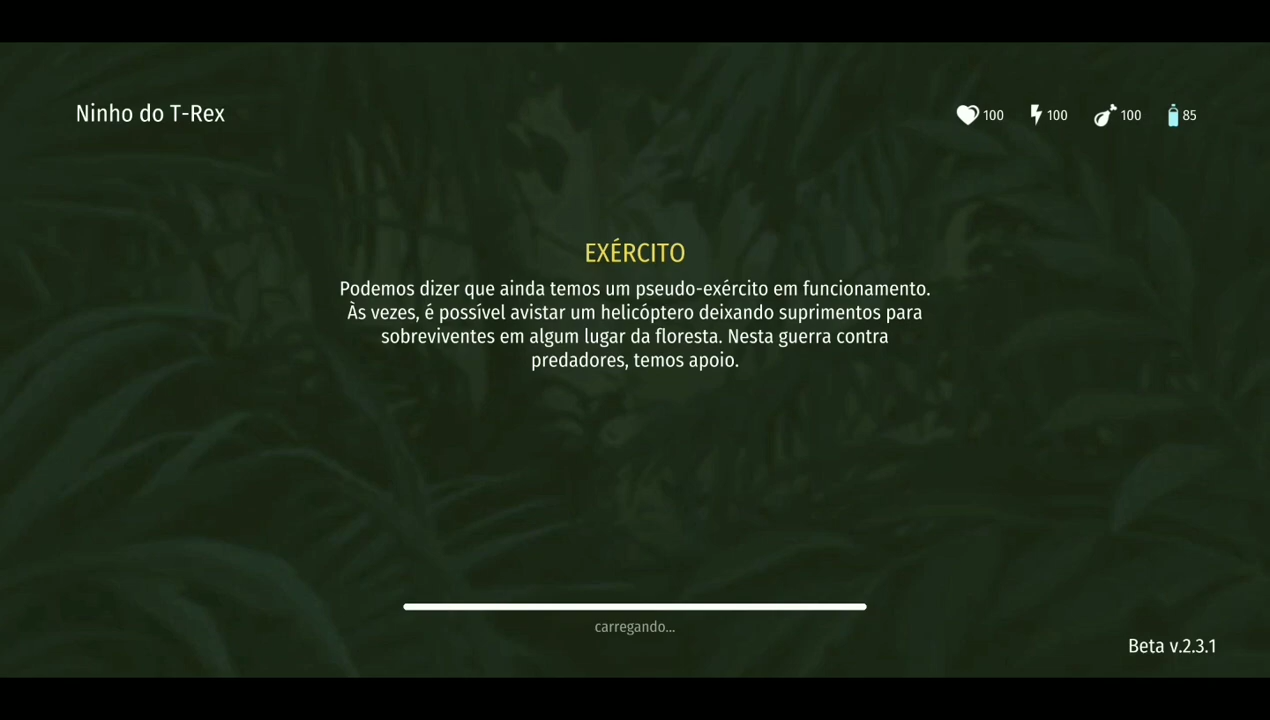 Ninho do T-Rex
100 100 100 85
EXÉRCITO
Podemos dizer que ainda temos um pseudo-exército em funcionamento.
Às vezes, é possível avistar um helicóptero deixando suprimentos para
sobreviventes em algum lugar da floresta. Nesta guerra contra
predadores, temos apoio.
carregando...
Beta v.2.3.1